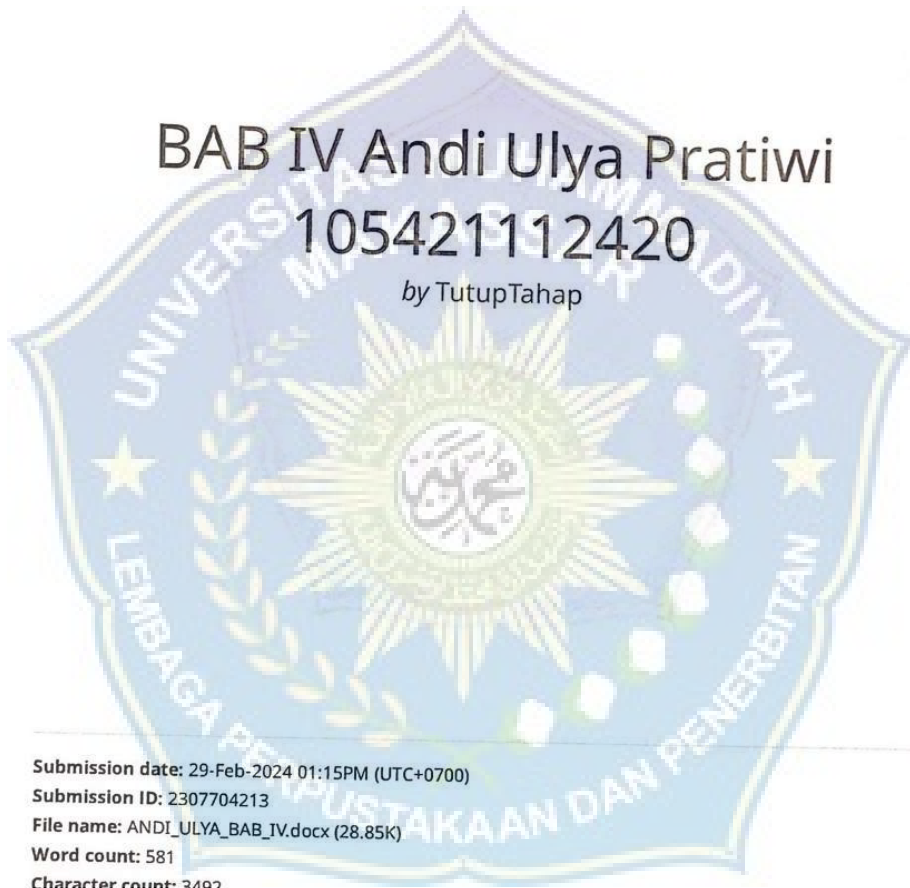 BAB IV Andi Ulya Pratiwi
105421112420
by TutupTahap
UNIVERSITAS MUHAMMADIYAH
MAKASSAR
محمدية
LEMBAGA PERPUSTAKAAN DAN PENERBITAN
Submission date: 29-Feb-2024 01:15PM (UTC+0700)
Submission ID: 2307704213
File name: ANDI_ULYA_BAB_IV.docx (28.85K)
Word count: 581
Character count: 3492